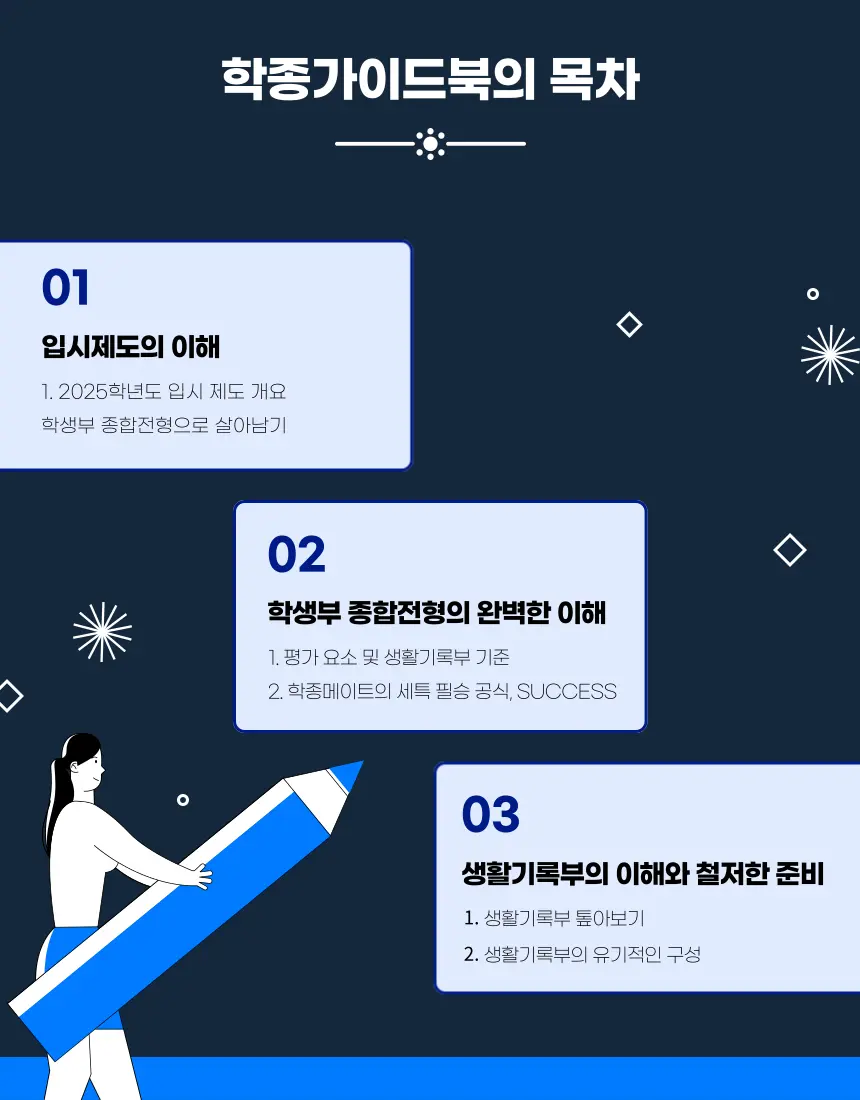 학종가이드북의 목차
01
입시제도의 이해
1. 2025학년도 입시 제도 개요
학생부 종합전형으로 살아남기
02
학생부 종합전형의 완벽한 이해
1. 평가 요소 및 생활기록부 기준
2. 학종메이트의 세특 필승 공식, SUCCESS
03
생활기록부의 이해와 철저한 준비
1. 생활기록부 톺아보기
2. 생활기록부의 유기적인 구성